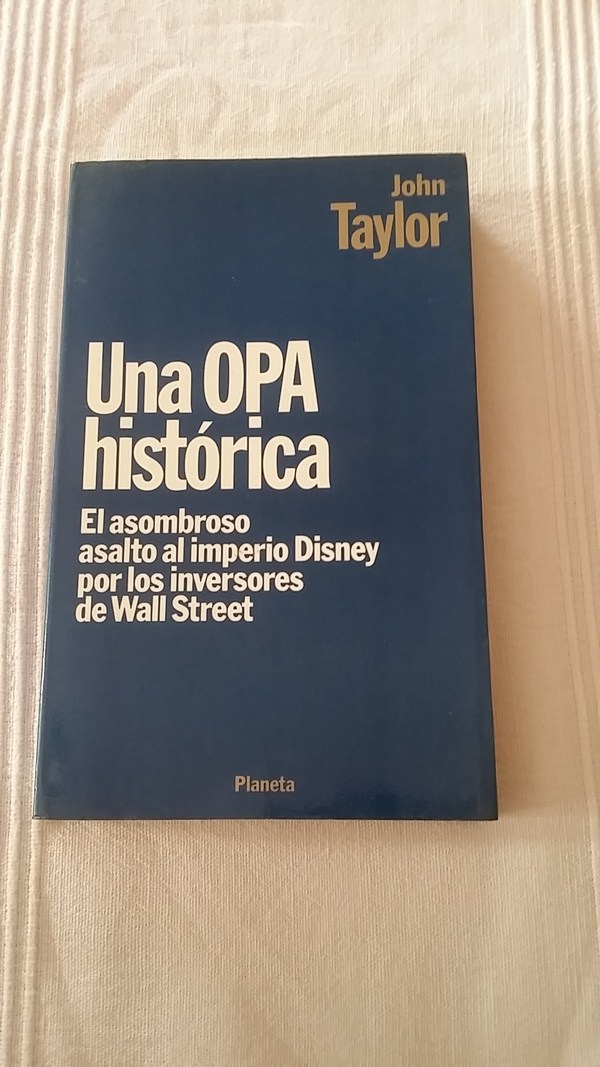 John
Taylor
Una OPA
histórica
El asombroso
asalto al imperio Disney
por los inversores
de Wall Street
Planeta